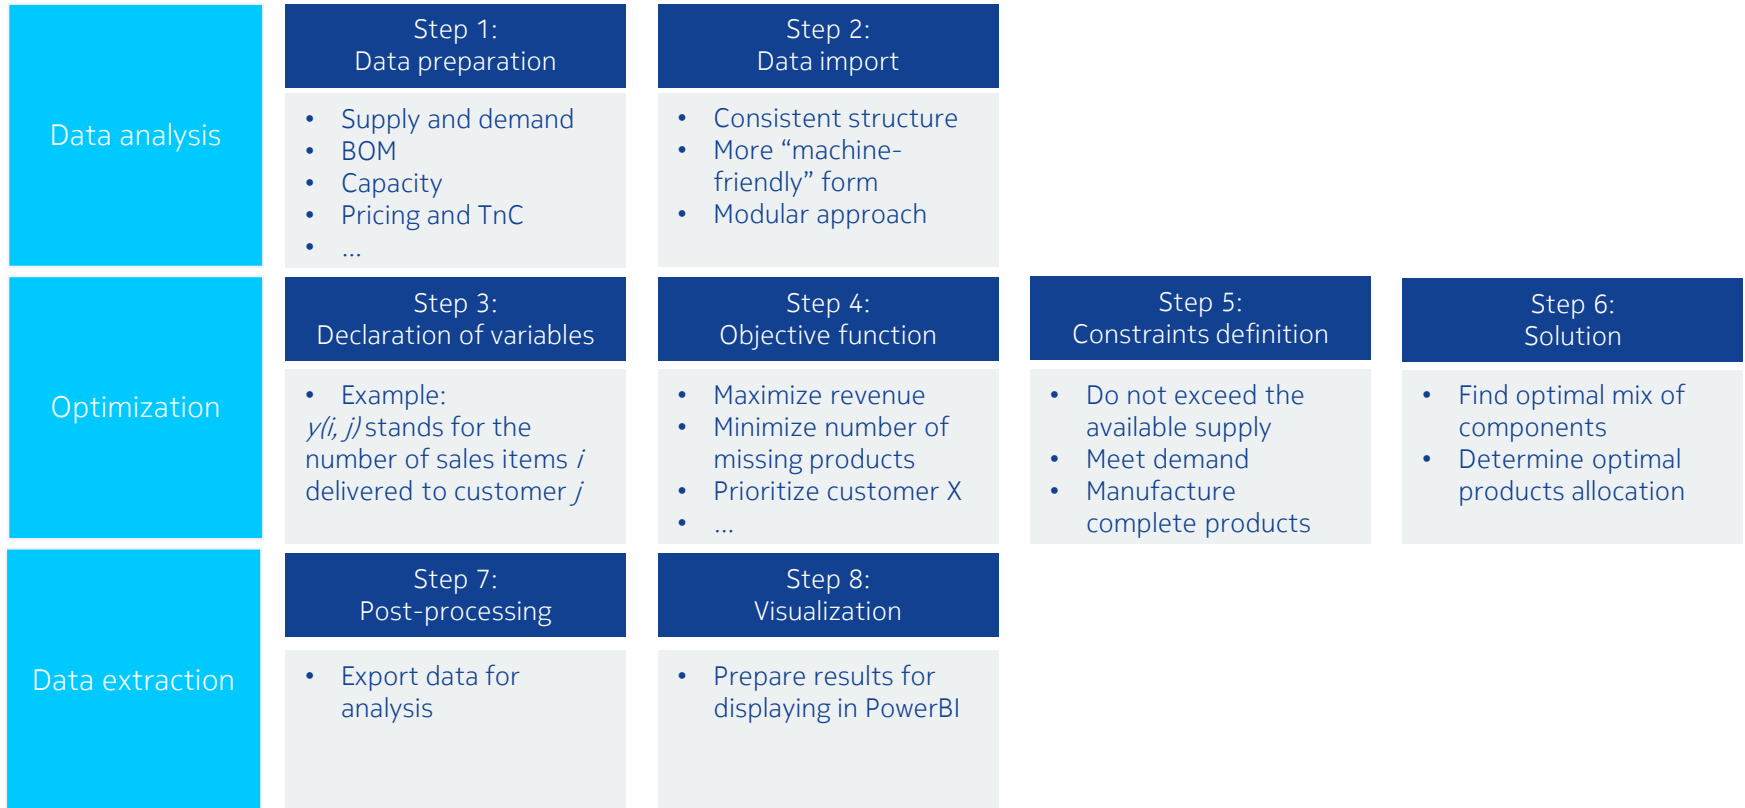 Data analysis
Step 1:
Data preparation
• Supply and demand
• BOM
• Capacity
• Pricing and TnC
• ...
Step 2:
Data import
• Consistent structure
• More “machine-
friendly” form
• Modular approach
Optimization
Step 3:
Declaration of variables
• Example:
y(i, j) stands for the
number of sales items i
delivered to customer j
Step 4:
Objective function
• Maximize revenue
• Minimize number of
missing products
• Prioritize customer X
• ...
Step 5:
Constraints definition
• Do not exceed the
available supply
• Meet demand
• Manufacture
complete products
Step 6:
Solution
• Find optimal mix of
components
• Determine optimal
products allocation
Data extraction
Step 7:
Post-processing
• Export data for
analysis
Step 8:
Visualization
• Prepare results for
displaying in PowerBI